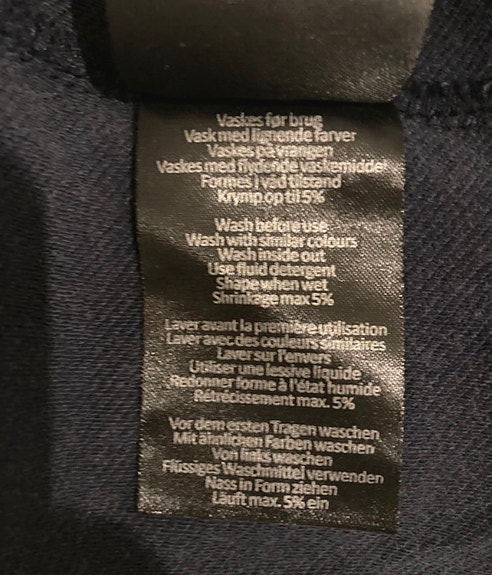 Vaskes før brug
Vask med lignende farver
Vaskes på vrangen
Vaskes med flydende vaskemiddel
Formes i våd tilstand
Krymp op til 5%
Wash before use
Wash with similar colours
Wash inside out
Use fluid detergent
Shape when wet
Shrinkage max 5%
Laver avant la première utilisation
Laver avec des couleurs similaires
Laver sur l'envers
Utiliser une lessive liquide
Redonner forme à l'état humide
Rétrécissement max. 5%
Vor dem ersten Tragen waschen
Mit ähnlichen Farben waschen
Von links waschen
Flüssiges Waschmittel verwenden
Nass in Form ziehen
Läuft max. 5% ein